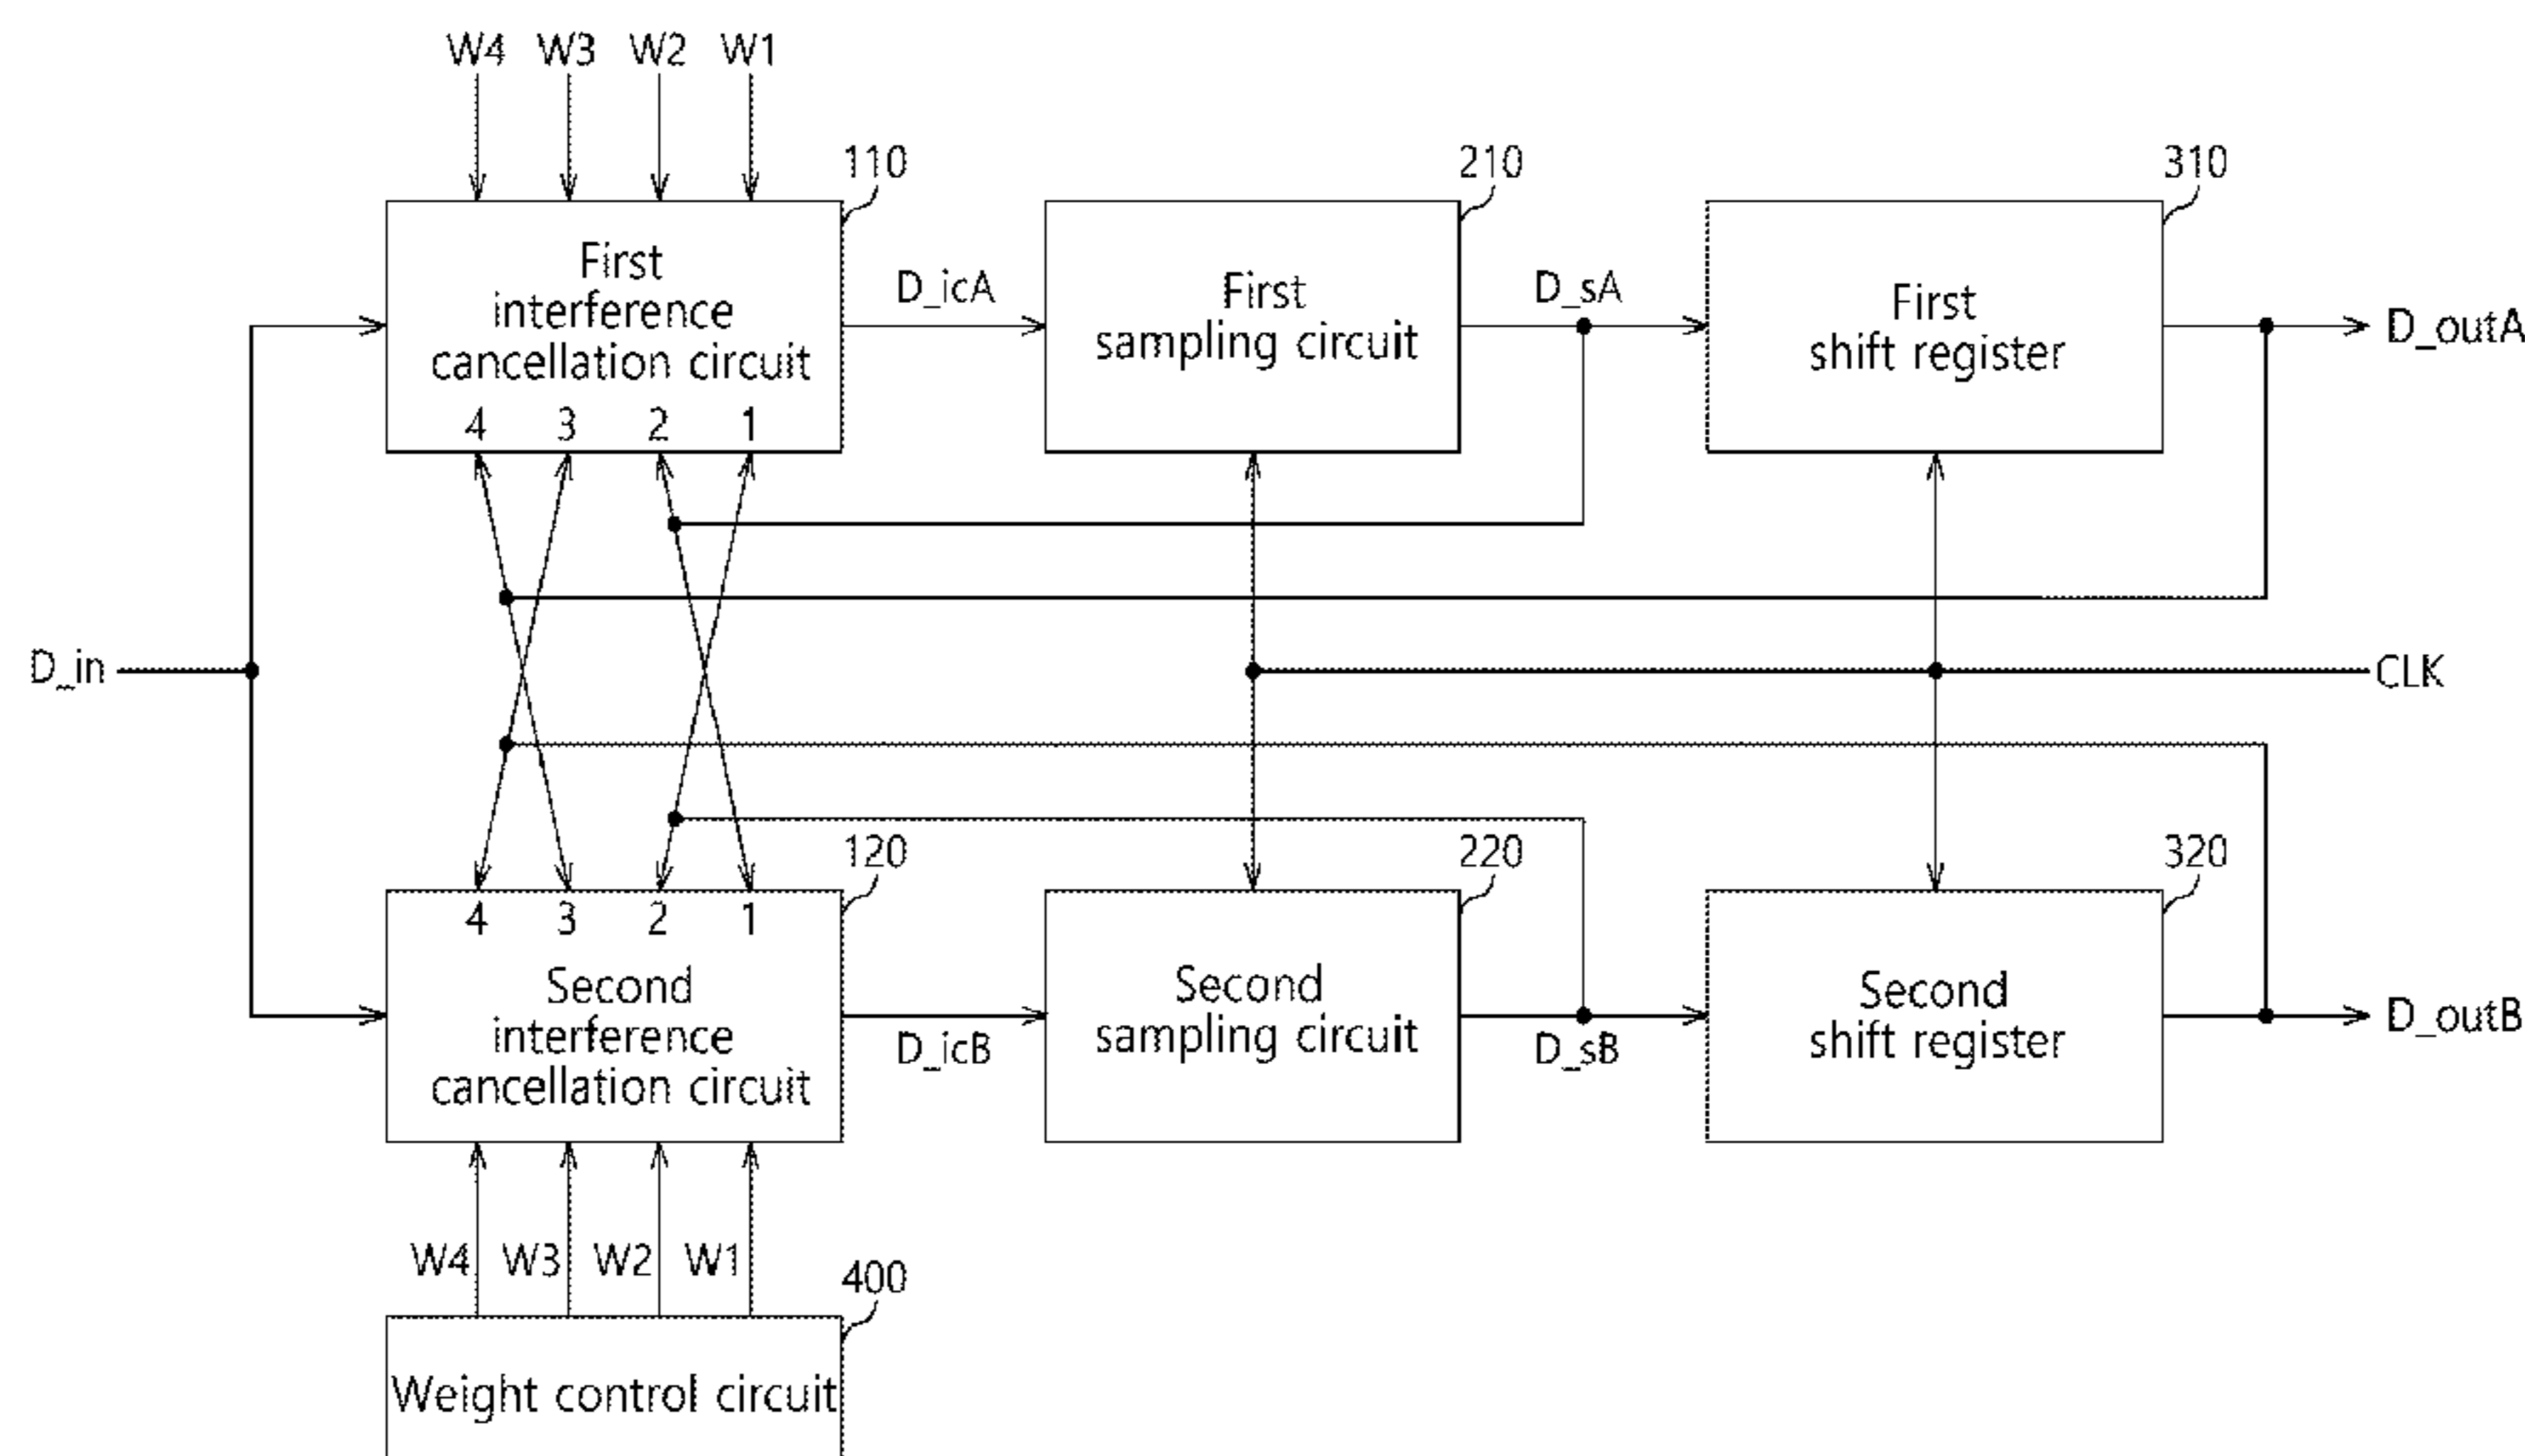 W4 W3 W2 W1
110
210
310
First
interference
cancellation circuit
4 3 2 1
D_icA
First
sampling circuit
D_sA
First
shift register
D_outA
D_in
CLK
120
220
320
4 3 2 1
Second
interference
cancellation circuit
D_icB
Second
sampling circuit
D_sB
Second
shift register
D_outB
W4 W3 W2 W1
400
Weight control circuit